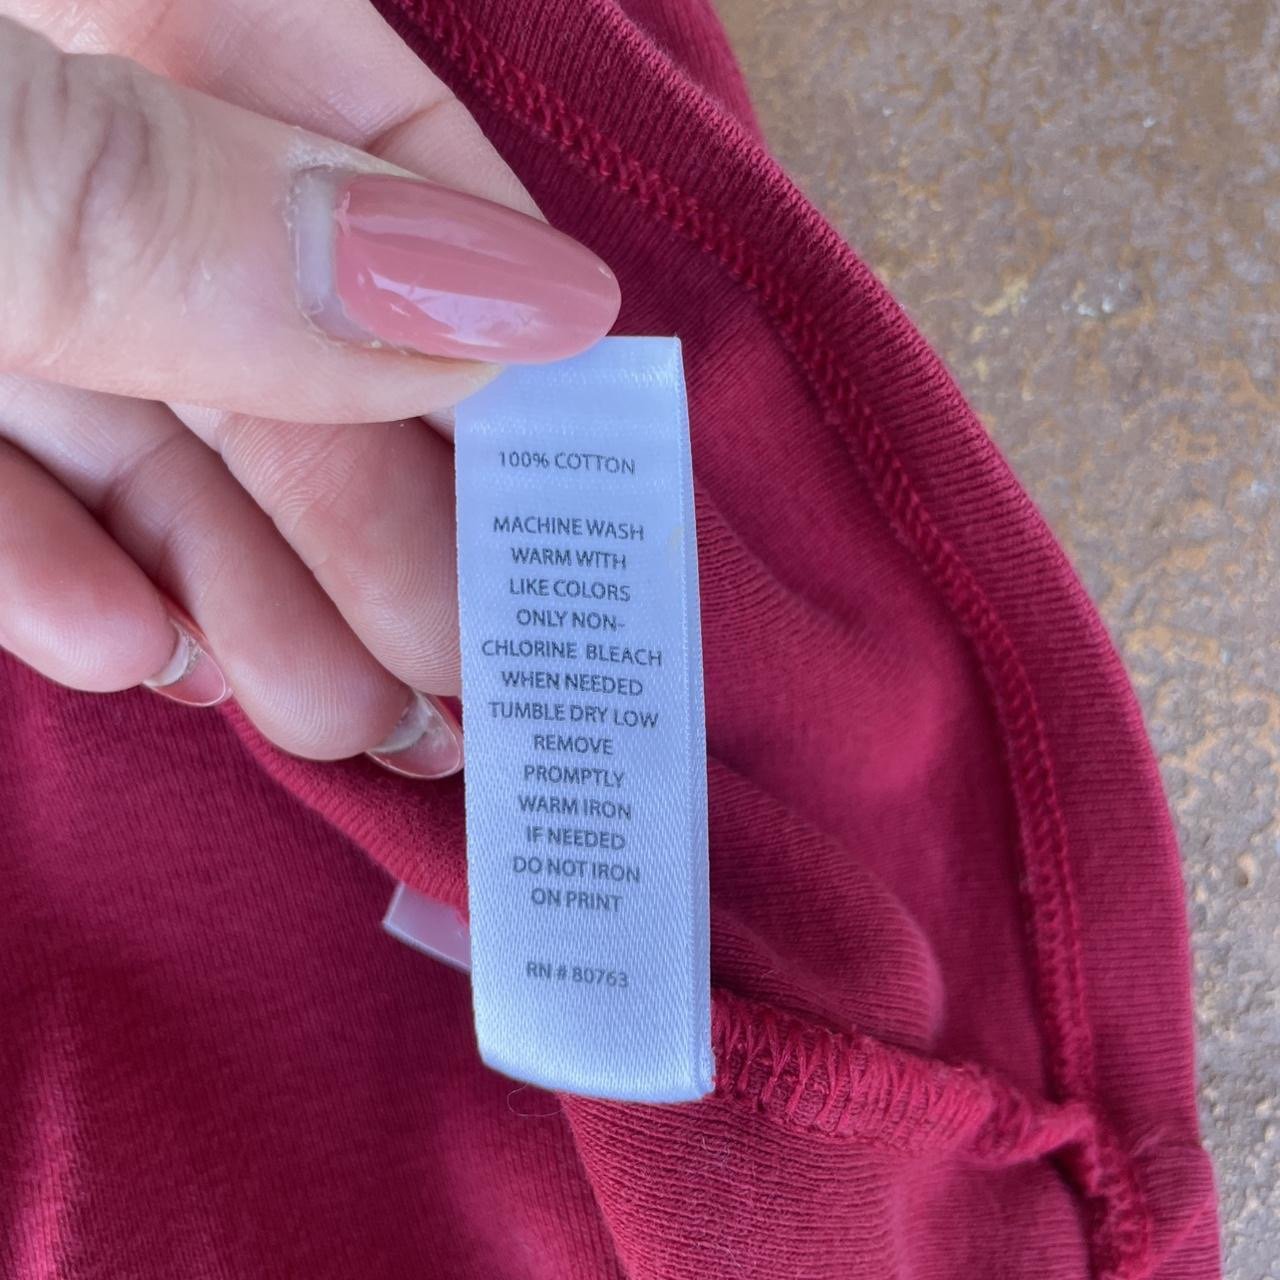 100% COTTON
MACHINE WASH
WARM WITH
LIKE COLORS
ONLY NON-
CHLORINE BLEACH
WHEN NEEDED
TUMBLE DRY LOW
REMOVE
PROMPTLY
WARM IRON
IF NEEDED
DO NOT IRON
ON PRINT
RN # 80763